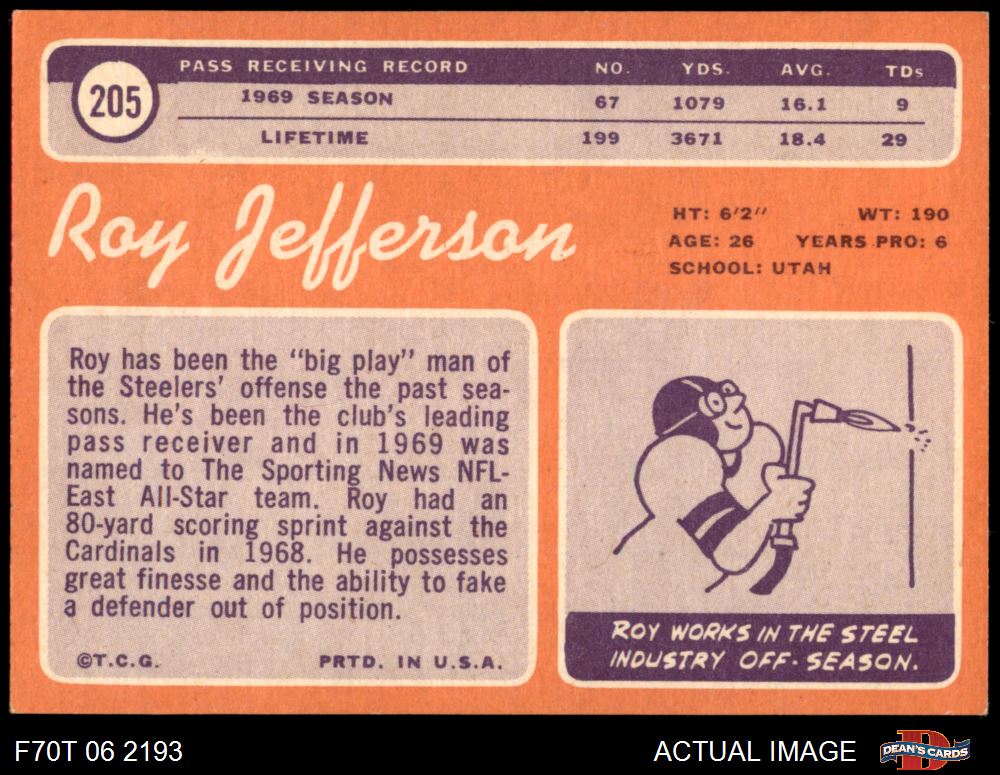 205
PASS RECEIVING RECORD NO. YDS. AVG. TDs
1969 SEASON 67 1079 16.1 9
LIFETIME 199 3671 18.4 29
Roy Jefferson
HT: 6'2" WT: 190
AGE: 26 YEARS PRO: 6
SCHOOL: UTAH
Roy has been the "big play" man of
the Steelers' offense the past sea-
sons. He's been the club's leading
pass receiver and in 1969 was
named to The Sporting News NFL-
East All-Star team. Roy had an
80-yard scoring sprint against the
Cardinals in 1968. He possesses
great finesse and the ability to fake
a defender out of position.
©T.C.G. PRTD. IN U.S.A.
ROY WORKS IN THE STEEL
INDUSTRY OFF-SEASON.
F70T 06 2193 ACTUAL IMAGE D DEAN'S CARDS